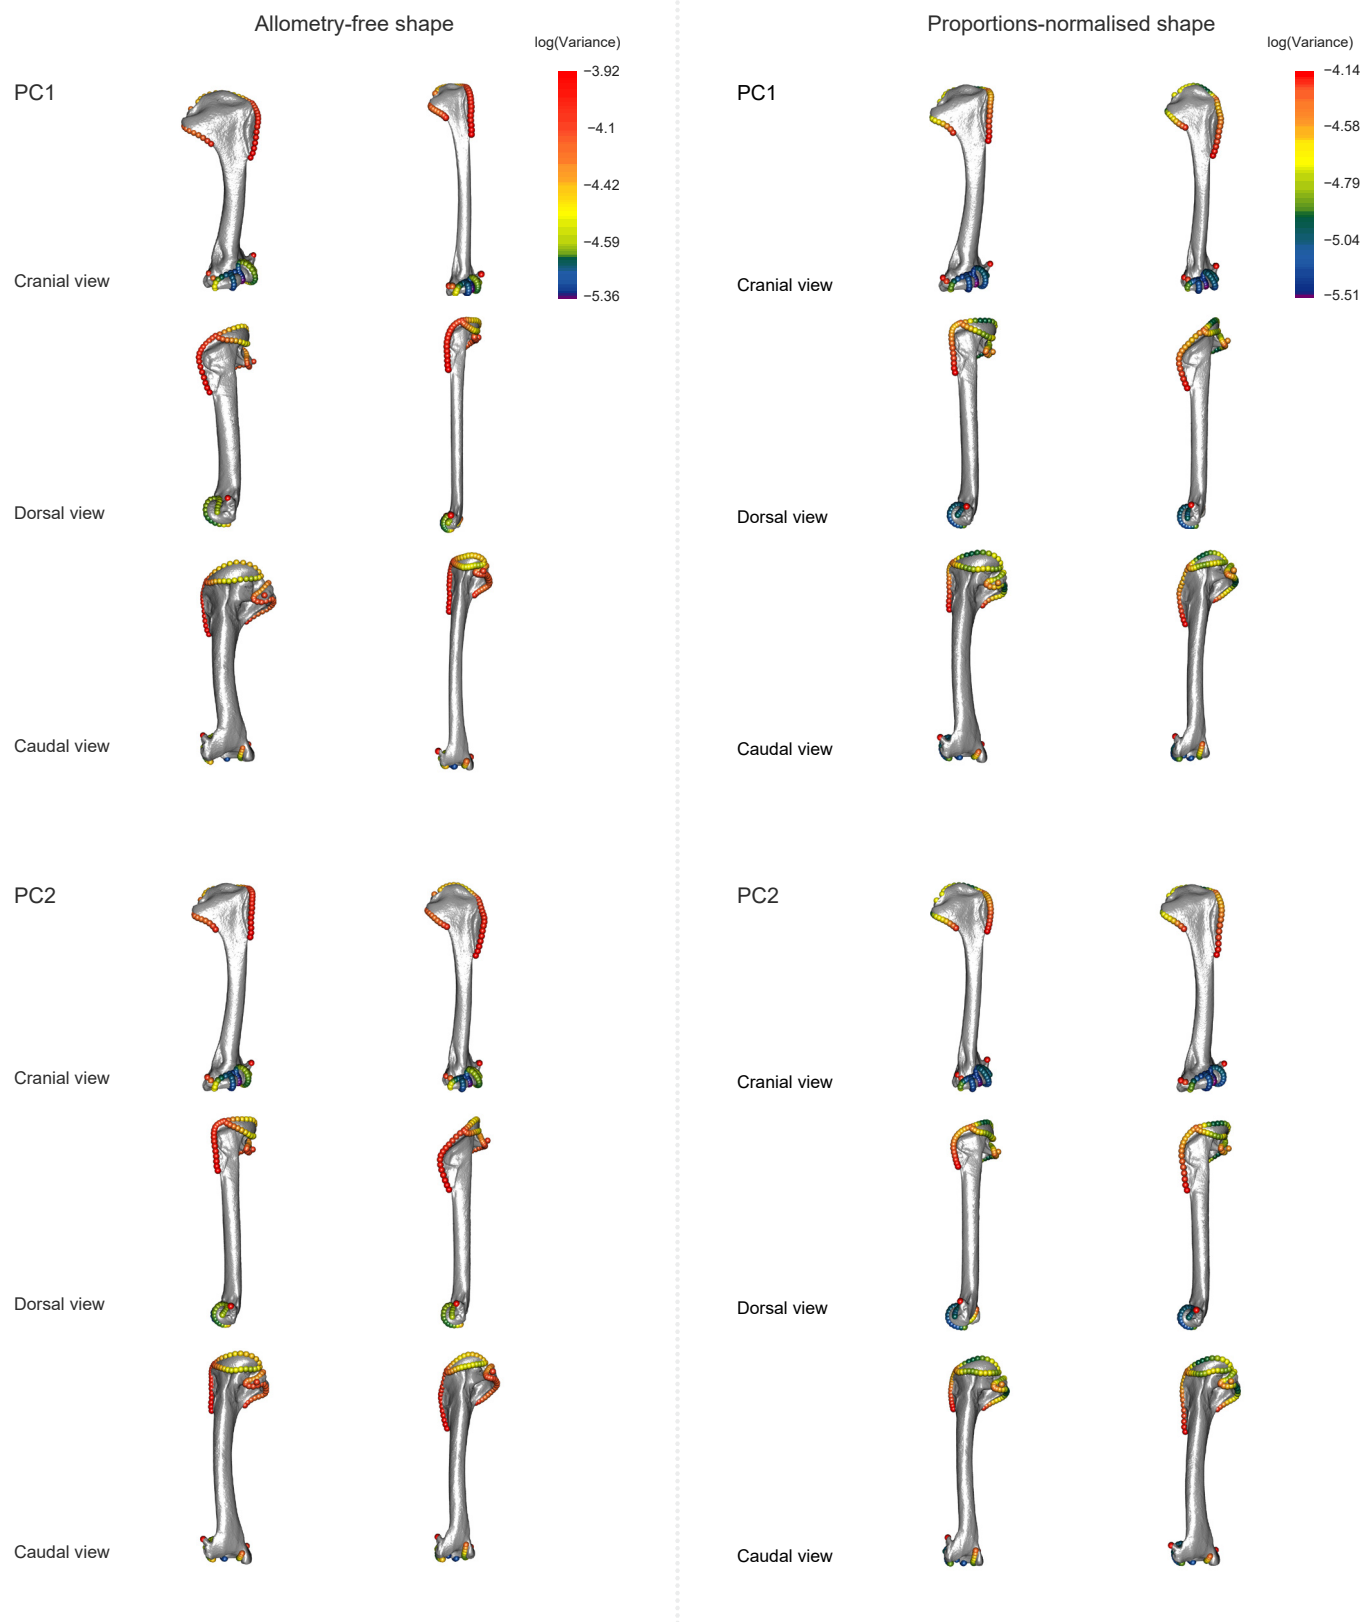 Allometry-free shape
log(Variance)
PC1
−3.92
−4.1
−4.42
−4.59
−5.36
Cranial view
Dorsal view
Caudal view
PC2
Cranial view
Dorsal view
Caudal view
Proportions-normalised shape
log(Variance)
PC1
−4.14
−4.58
−4.79
−5.04
−5.51
Cranial view
Dorsal view
Caudal view
PC2
Cranial view
Dorsal view
Caudal view